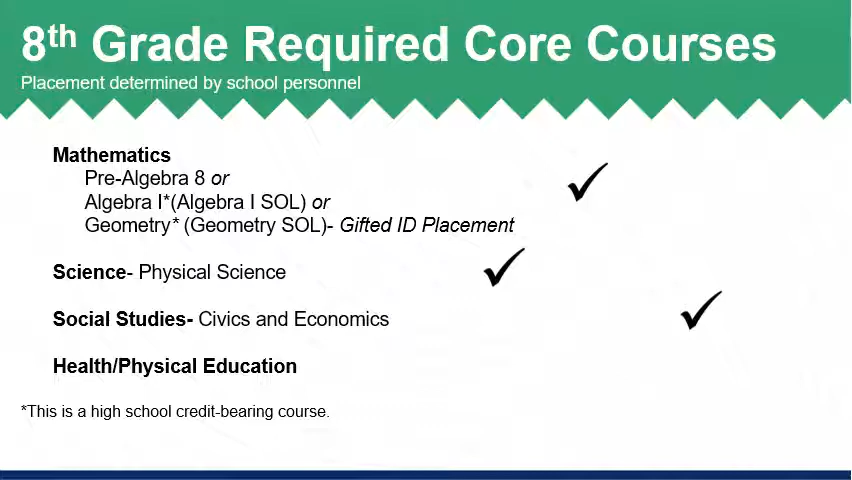 8th Grade Required Core Courses
Placement determined by school personnel
Mathematics
Pre-Algebra 8 or
Algebra I*(Algebra I SOL) or
Geometry* (Geometry SOL)- Gifted ID Placement
Science- Physical Science
Social Studies- Civics and Economics
Health/Physical Education
*This is a high school credit-bearing course.